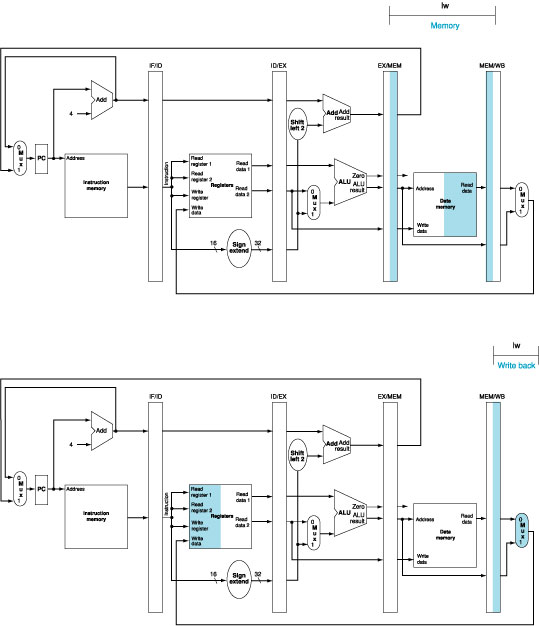 lw
Memory
IF/ID
ID/EX
EX/MEM
MEM/WB
Add
4
Add Add
result
Shift
left 2
0
M
u
x
1
PC
Address
Instruction
memory
Instruction
Read
register 1
Read
register 2
Write
register
Write
data
Registers
Read
data 1
Read
data 2
0
M
u
x
1
Zero
ALU ALU
result
Address
Read
data
Data
memory
Write
data
0
M
u
x
1
16
Sign
extend
32
lw
Write back
IF/ID
ID/EX
EX/MEM
MEM/WB
Add
4
Add Add
result
Shift
left 2
0
M
u
x
1
PC
Address
Instruction
memory
Instruction
Read
register 1
Read
register 2
Write
register
Write
data
Registers
Read
data 1
Read
data 2
0
M
u
x
1
Zero
ALU ALU
result
Address
Read
data
Data
memory
Write
data
0
M
u
x
1
16
Sign
extend
32